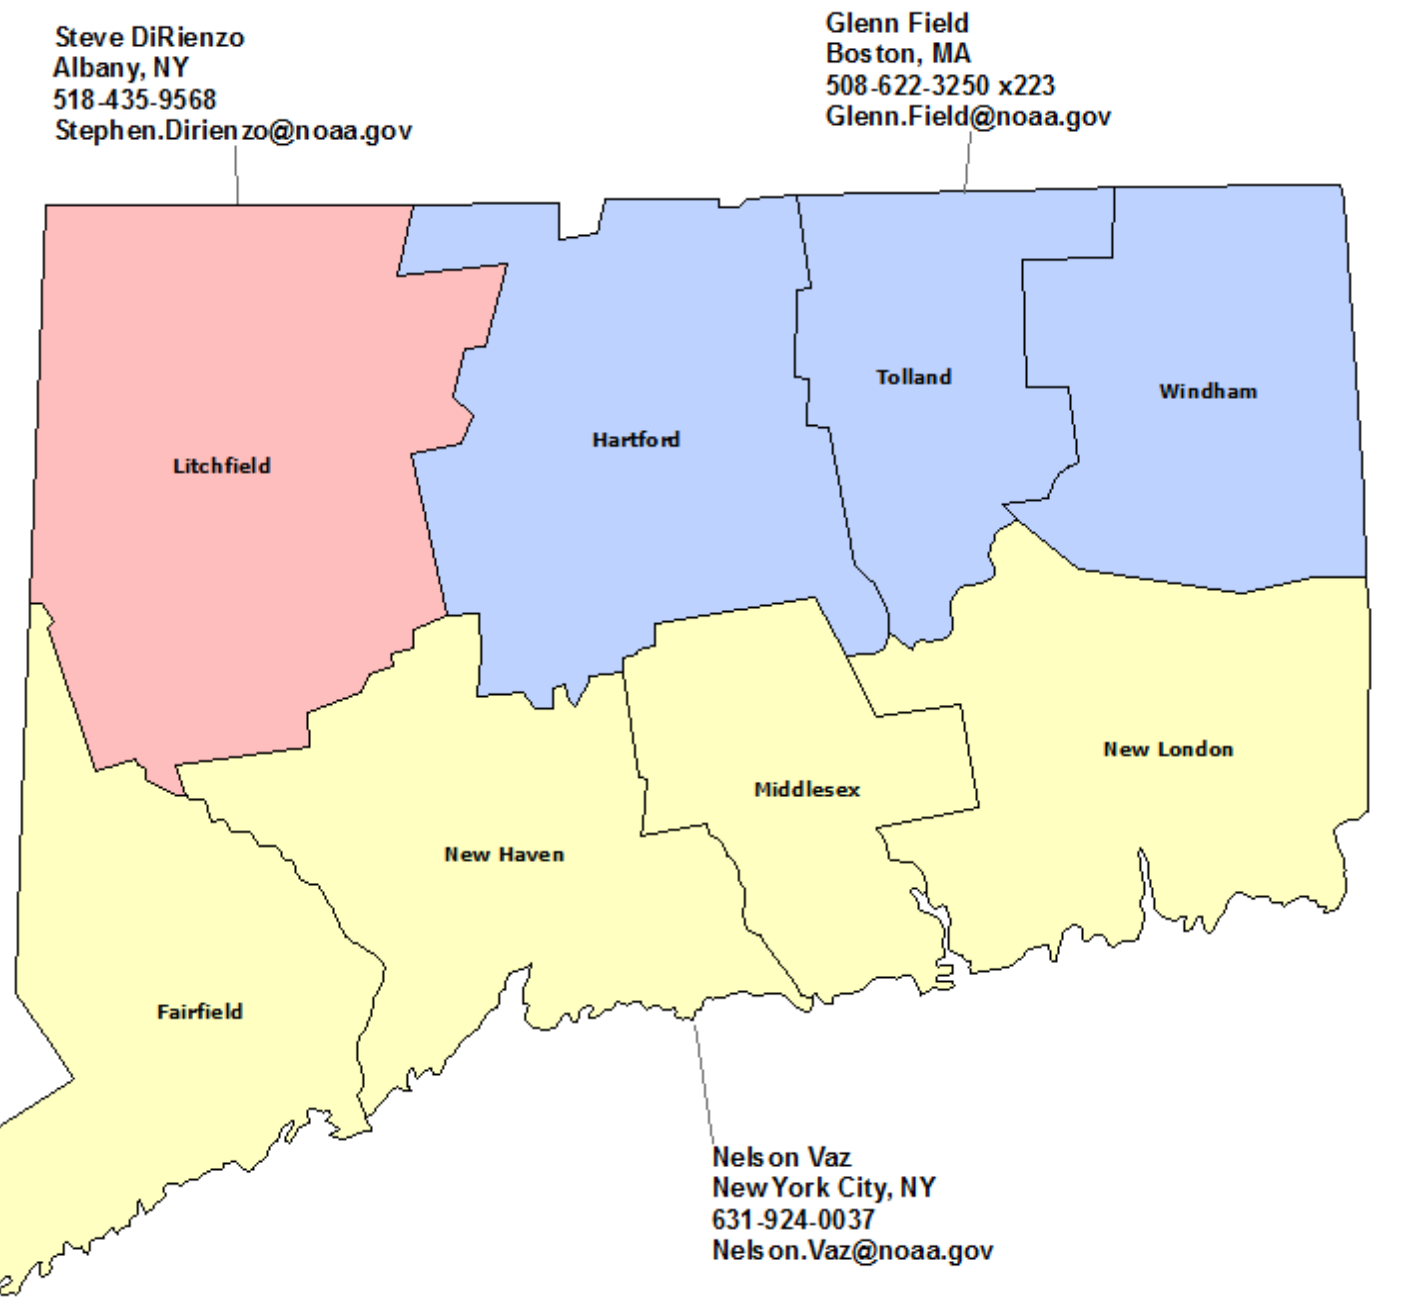 Steve DiRienzo
Albany, NY
518-435-9568
Stephen.Dirienzo@noaa.gov
Glenn Field
Boston, MA
508-622-3250 x223
Glenn.Field@noaa.gov
Tolland
Windham
Hartford
Litchfield
New London
Middlesex
New Haven
Fairfield
Nelson Vaz
New York City, NY
631-924-0037
Nelson.Vaz@noaa.gov